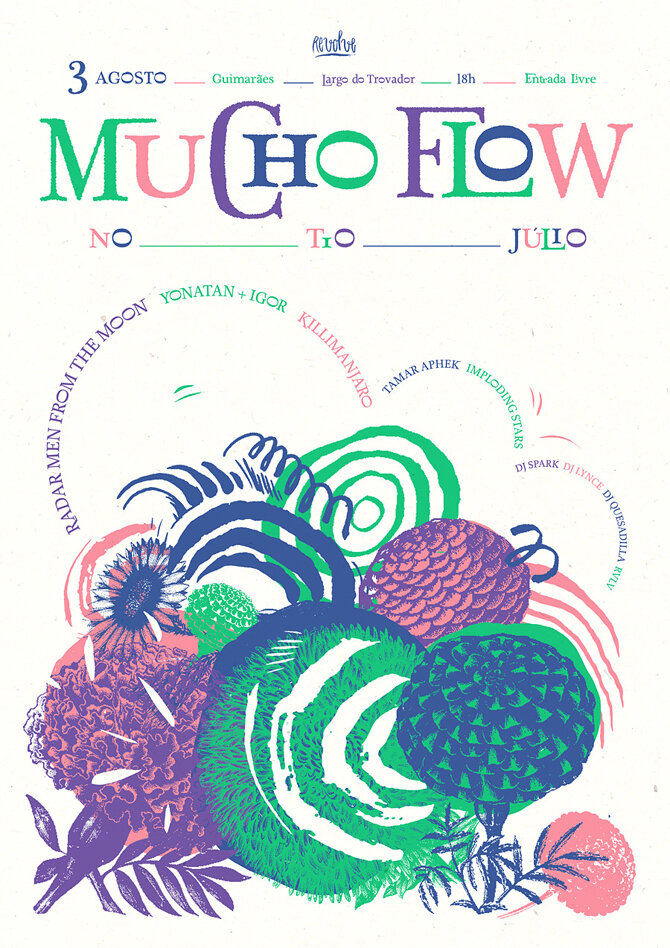 Revolve
3 AGOSTO Guimarães Largo do Trovador 18h Entrada Livre
MUCHO FLOW
NO TIO JÚLIO
RADAR MEN FROM THE MOON YONATAN + IGOR KILLIMANJARO
TAMAR APHEK IMPLODING STARS
DJ SPARK DJ LYNCE DJ QUESADILLA RVLV